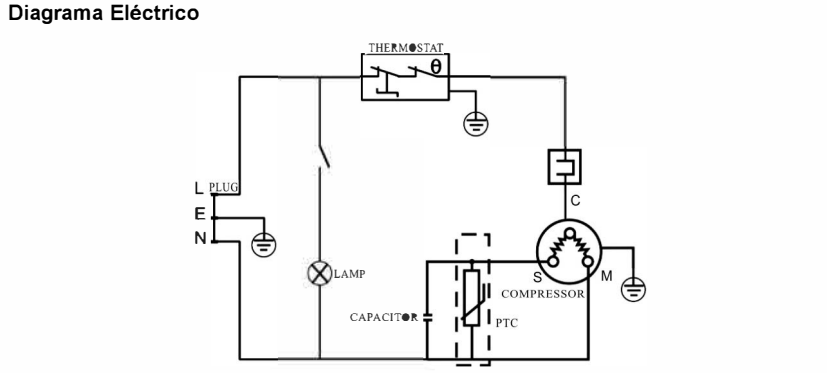 Diagrama Eléctrico
THERMOSTAT
θ
L PLUG
E
N
C
LAMP
S
M
COMPRESSOR
CAPACITOR
PTC